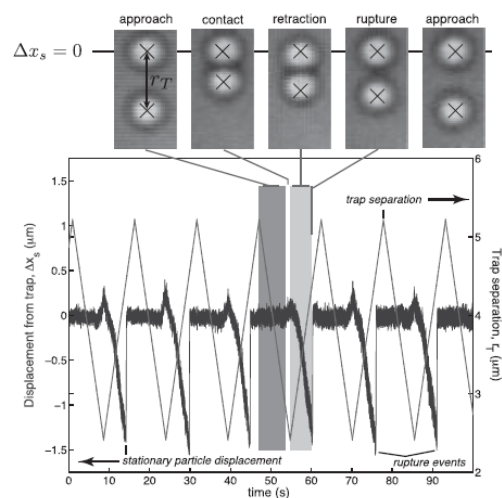 approach contact retraction rupture approach
Δx_s = 0
r_T
1.5
1
0.5
0
−0.5
−1
−1.5
Displacement from trap, Δx_s (μm)
6
5
4
3
2
Trap separation, r_T (μm)
trap separation
stationary particle displacement
rupture events
0 10 20 30 40 50 60 70 80 90
time (s)